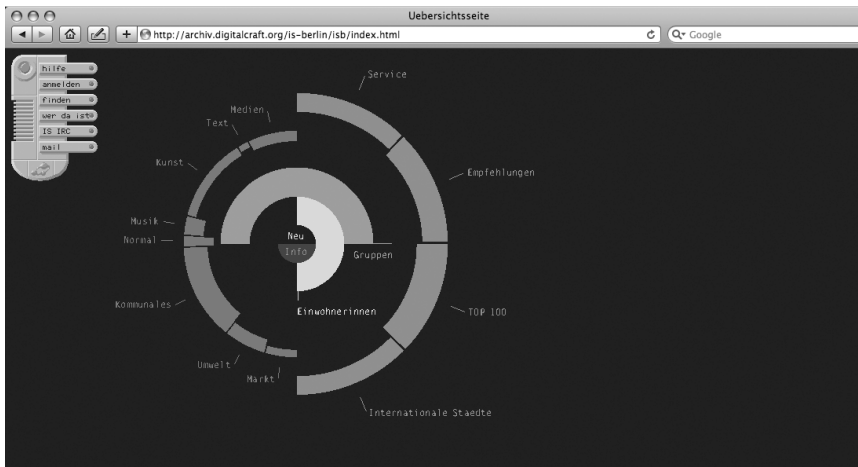 Uebersichtsseite
http://archiv.digitalcraft.org/is-berlin/isb/index.html
Google
hilfe
anmelden
finden
wer da ist
IS IRC
mail
Service
Medien
Text
Kunst
Empfehlungen
Musik
Normal
Neu
Info
Gruppen
Kommunales
Einwohnerinnen
TOP 100
Umwelt
Markt
Internationale Staedte